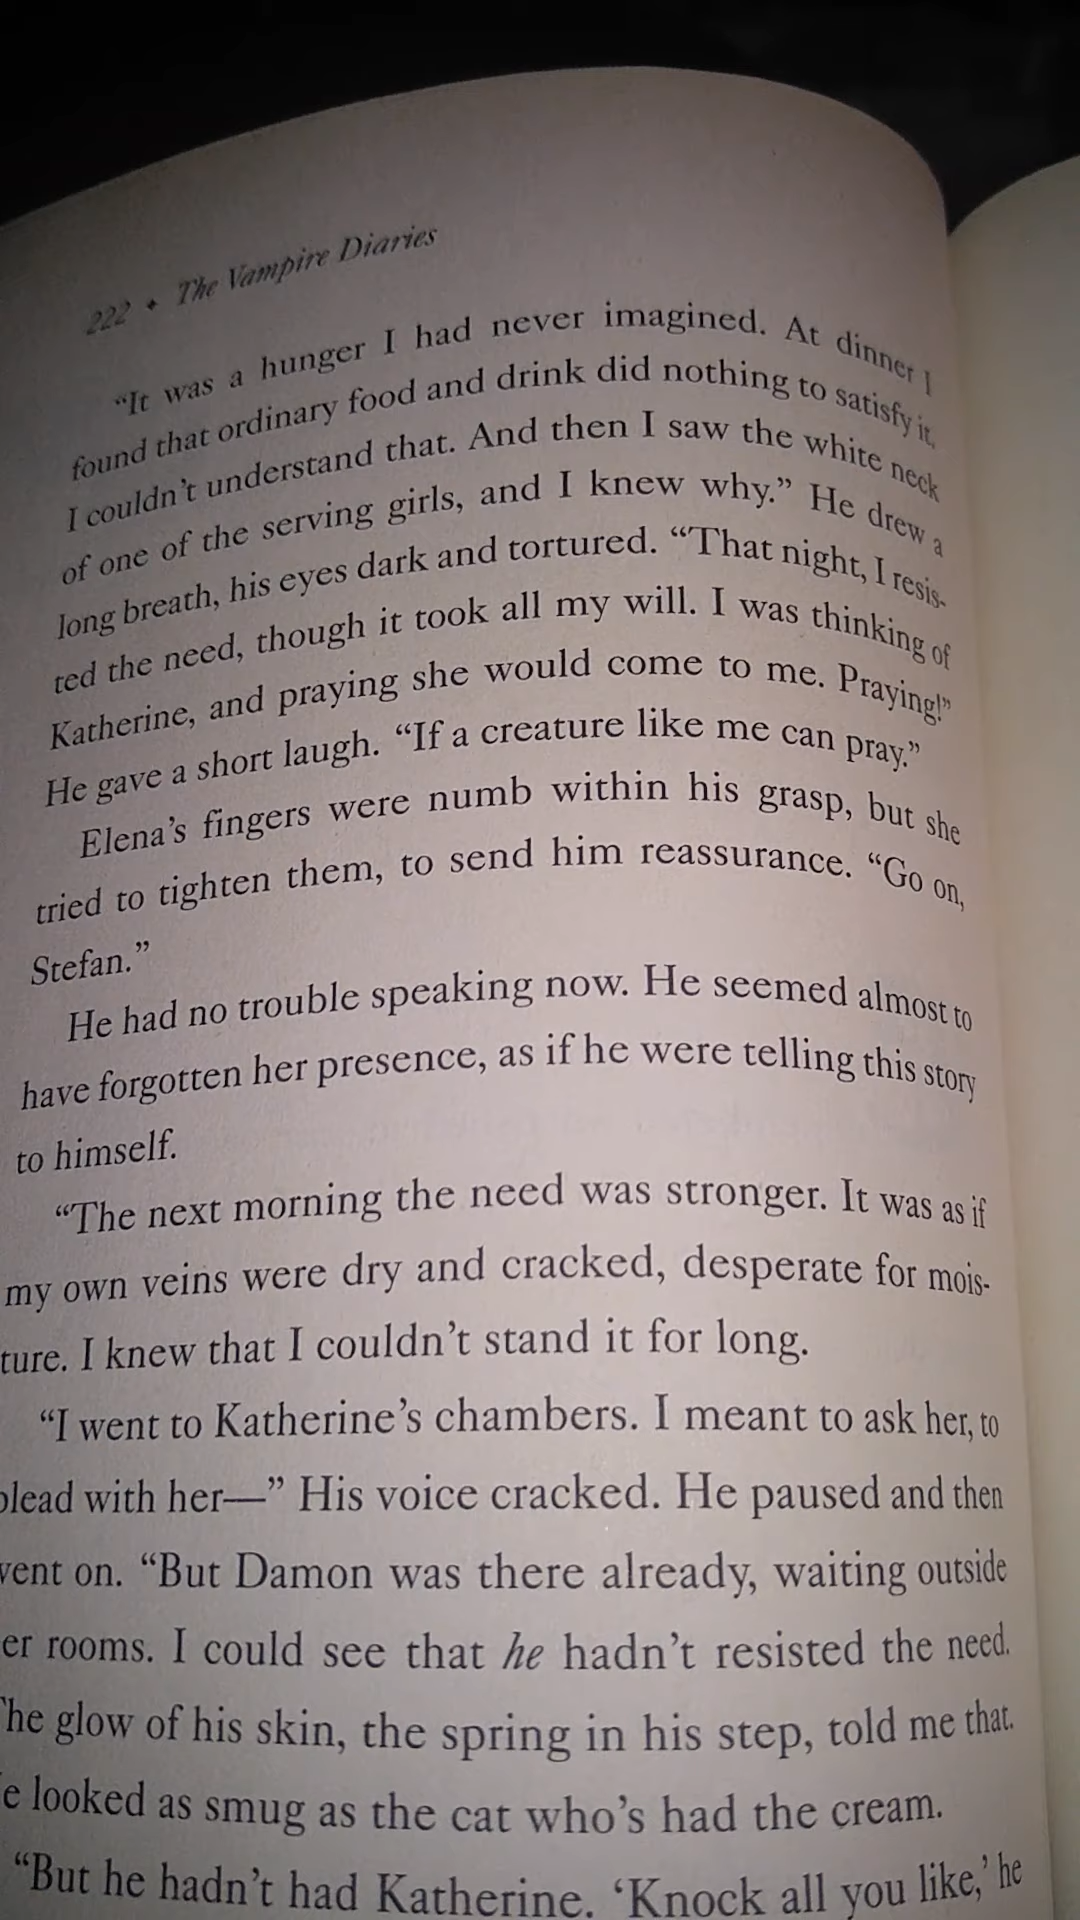 222 ✦ The Vampire Diaries
“It was a hunger I had never imagined. At dinner I
found that ordinary food and drink did nothing to satisfy it.
I couldn’t understand that. And then I saw the white neck
of one of the serving girls, and I knew why.” He drew a
long breath, his eyes dark and tortured. “That night, I resis-
ted the need, though it took all my will. I was thinking of
Katherine, and praying she would come to me. Praying!”
He gave a short laugh. “If a creature like me can pray.”
Elena’s fingers were numb within his grasp, but she
tried to tighten them, to send him reassurance. “Go on,
Stefan.”
He had no trouble speaking now. He seemed almost to
have forgotten her presence, as if he were telling this story
to himself.
“The next morning the need was stronger. It was as if
my own veins were dry and cracked, desperate for mois-
ture. I knew that I couldn’t stand it for long.
“I went to Katherine’s chambers. I meant to ask her, to
plead with her—” His voice cracked. He paused and then
went on. “But Damon was there already, waiting outside
er rooms. I could see that he hadn’t resisted the need.
The glow of his skin, the spring in his step, told me that.
e looked as smug as the cat who’s had the cream.
“But he hadn’t had Katherine. ‘Knock all you like,’ he